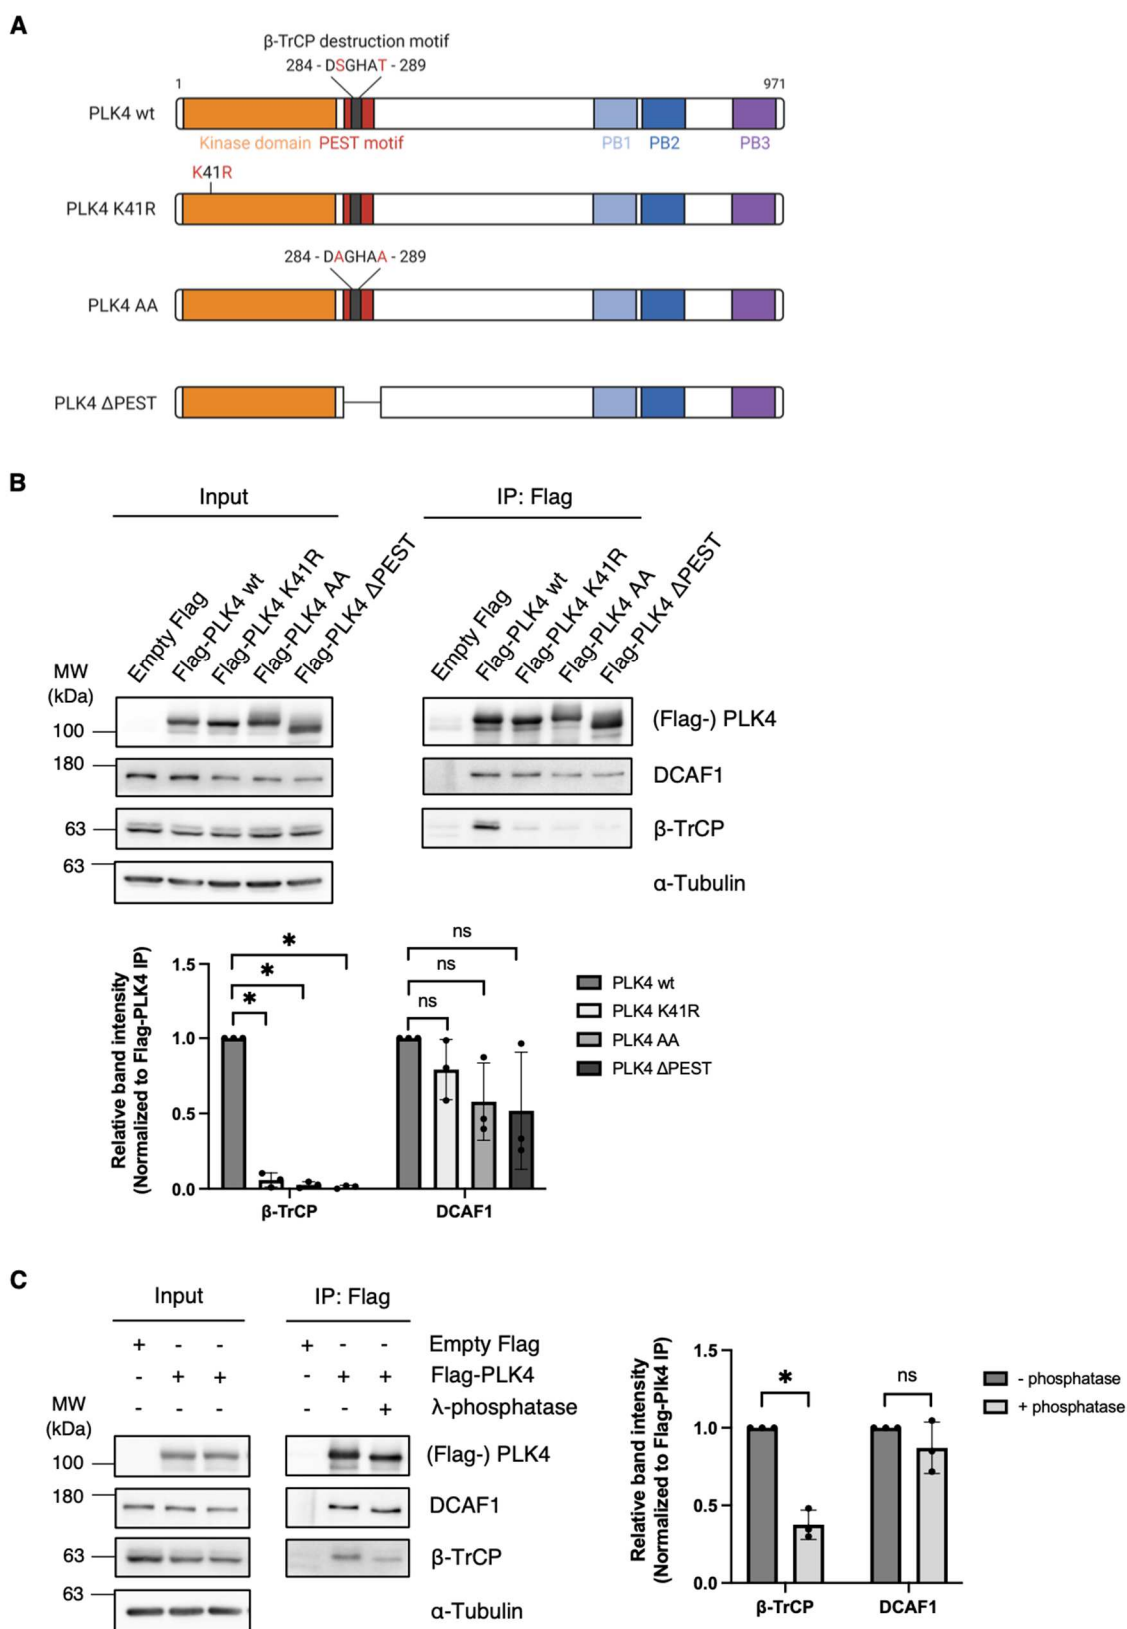 A
β-TrCP destruction motif
284 - DSGHAT - 289
1
971
PLK4 wt
Kinase domain PEST motif PB1 PB2 PB3
K41R
PLK4 K41R
284 - DAGHAA - 289
PLK4 AA
PLK4 ΔPEST
B
Input
IP: Flag
Empty Flag
Flag-PLK4 wt
Flag-PLK4 K41R
Flag-PLK4 AA
Flag-PLK4 ΔPEST
Empty Flag
Flag-PLK4 wt
Flag-PLK4 K41R
Flag-PLK4 AA
Flag-PLK4 ΔPEST
MW
(kDa)
100
(Flag-) PLK4
180
DCAF1
63
β-TrCP
63
α-Tubulin
Relative band intensity
(Normalized to Flag-PLK4 IP)
1.5
1.0
0.5
0.0
*
*
*
ns
ns
ns
β-TrCP
DCAF1
PLK4 wt
PLK4 K41R
PLK4 AA
PLK4 ΔPEST
C
Input
IP: Flag
+ - - + - - Empty Flag
- + + - + + Flag-PLK4
- - - - - + λ-phosphatase
MW
(kDa)
100
(Flag-) PLK4
180
DCAF1
63
β-TrCP
63
α-Tubulin
Relative band intensity
(Normalized to Flag-Plk4 IP)
1.5
1.0
0.5
0.0
*
ns
β-TrCP
DCAF1
- phosphatase
+ phosphatase